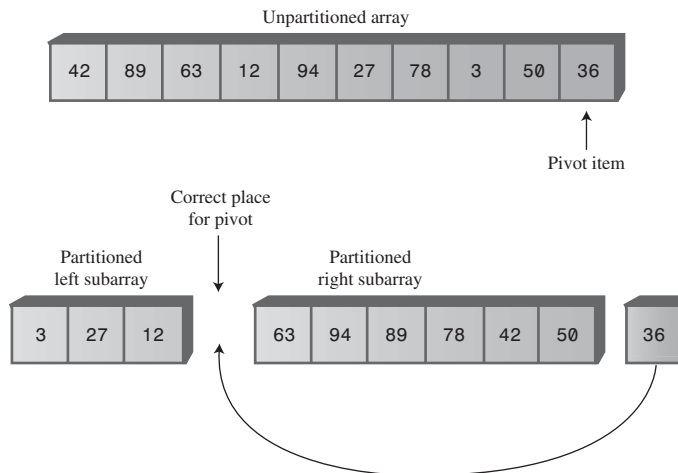 Unpartitioned array
42 89 63 12 94 27 78 3 50 36
Pivot item
Correct place
for pivot
Partitioned
left subarray
Partitioned
right subarray
3 27 12
63 94 89 78 42 50
36